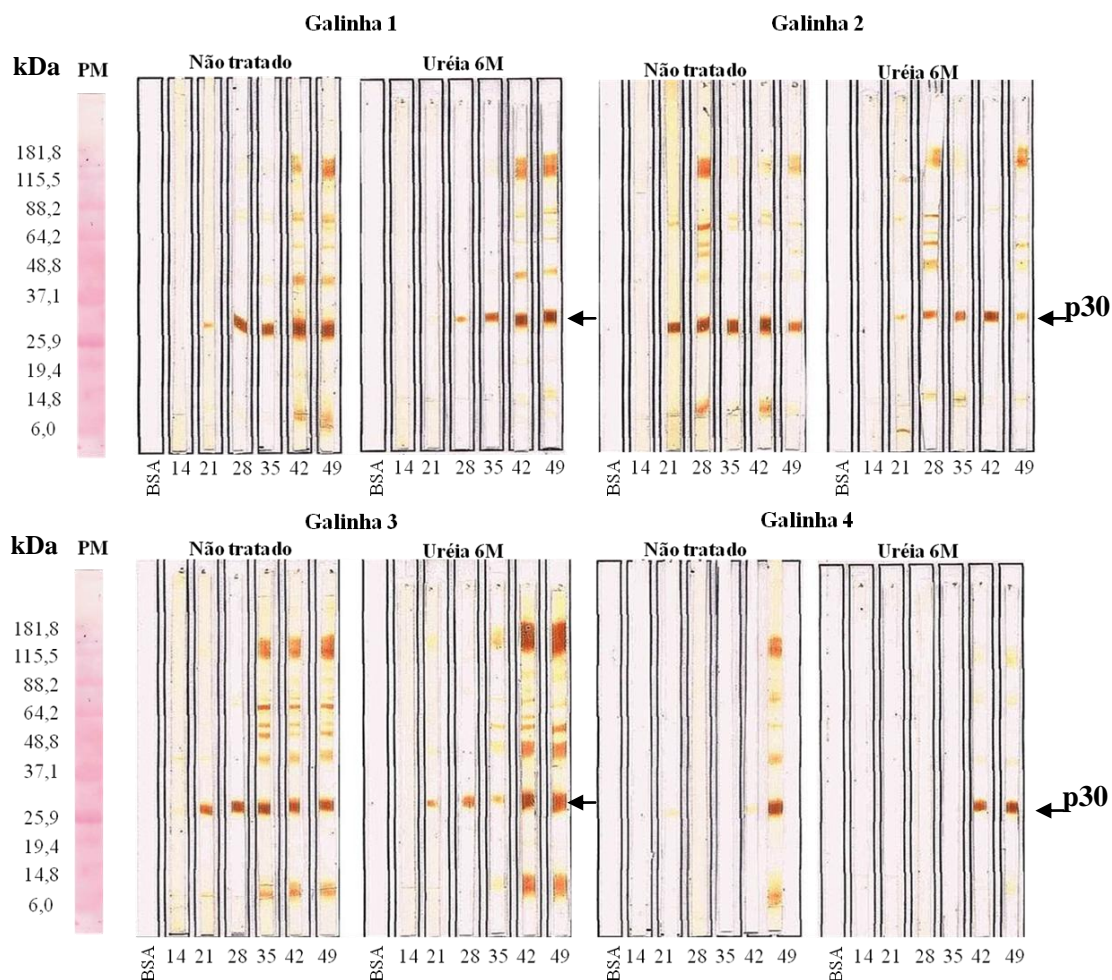 Galinha 1
Galinha 2
kDa PM Não tratado Uréia 6M Não tratado Uréia 6M
181,8
115,5
88,2
64,2
48,8
37,1
25,9
19,4
14,8
6,0
p30
BSA 14 21 28 35 42 49
BSA 14 21 28 35 42 49
BSA 14 21 28 35 42 49
BSA 14 21 28 35 42 49
Galinha 3
Galinha 4
kDa PM Não tratado Uréia 6M Não tratado Uréia 6M
181,8
115,5
88,2
64,2
48,8
37,1
25,9
19,4
14,8
6,0
p30
BSA 14 21 28 35 42 49
BSA 14 21 28 35 42 49
BSA 14 21 28 35 42 49
BSA 14 21 28 35 42 49